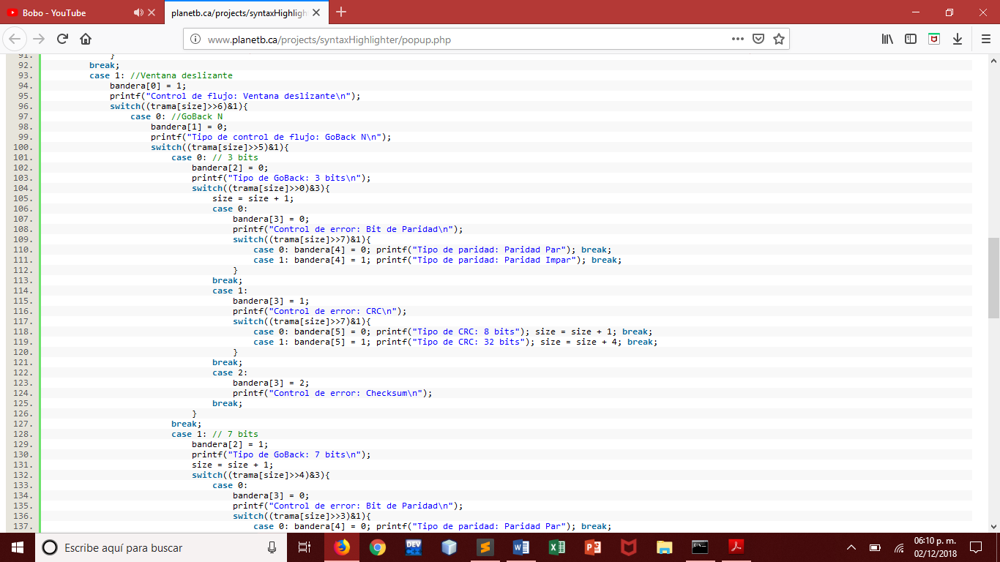 Bobo - YouTube
planetb.ca/projects/syntaxHighligh
www.planetb.ca/projects/syntaxHighlighter/popup.php
91. }
92. break;
93. case 1: //Ventana deslizante
94. bandera[0] = 1;
95. printf("Control de flujo: Ventana deslizante\n");
96. switch((trama[size]>>6)&1){
97. case 0: //GoBack N
98. bandera[1] = 0;
99. printf("Tipo de control de flujo: GoBack N\n");
100. switch((trama[size]>>5)&1){
101. case 0: // 3 bits
102. bandera[2] = 0;
103. printf("Tipo de GoBack: 3 bits\n");
104. switch((trama[size]>>0)&3){
105. size = size + 1;
106. case 0:
107. bandera[3] = 0;
108. printf("Control de error: Bit de Paridad\n");
109. switch((trama[size]>>7)&1){
110. case 0: bandera[4] = 0; printf("Tipo de paridad: Paridad Par"); break;
111. case 1: bandera[4] = 1; printf("Tipo de paridad: Paridad Impar"); break;
112. }
113. break;
114. case 1:
115. bandera[3] = 1;
116. printf("Control de error: CRC\n");
117. switch((trama[size]>>7)&1){
118. case 0: bandera[5] = 0; printf("Tipo de CRC: 8 bits"); size = size + 1; break;
119. case 1: bandera[5] = 1; printf("Tipo de CRC: 32 bits"); size = size + 4; break;
120. }
121. break;
122. case 2:
123. bandera[3] = 2;
124. printf("Control de error: Checksum\n");
125. break;
126. }
127. break;
128. case 1: // 7 bits
129. bandera[2] = 1;
130. printf("Tipo de GoBack: 7 bits\n");
131. size = size + 1;
132. switch((trama[size]>>4)&3){
133. case 0:
134. bandera[3] = 0;
135. printf("Control de error: Bit de Paridad\n");
136. switch((trama[size]>>3)&1){
137. case 0: bandera[4] = 0; printf("Tipo de paridad: Paridad Par"); break;
Escribe aquí para buscar
DEV
06:10 p. m.
02/12/2018